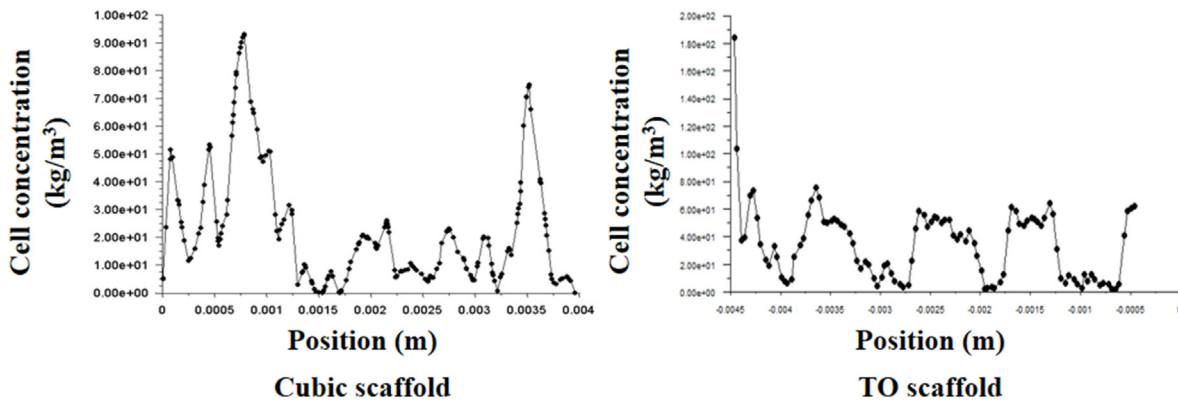 Cell concentration
(kg/m³)
1.00e+02
9.00e+01
8.00e+01
7.00e+01
6.00e+01
5.00e+01
4.00e+01
3.00e+01
2.00e+01
1.00e+01
0.00e+00
0 0.0005 0.001 0.0015 0.002 0.0025 0.003 0.0035 0.004
Position (m)
Cubic scaffold
Cell concentration
(kg/m³)
2.00e+02
1.80e+02
1.60e+02
1.40e+02
1.20e+02
1.00e+02
8.00e+01
6.00e+01
4.00e+01
2.00e+01
0.00e+00
-0.0045 -0.004 -0.0035 -0.003 -0.0025 -0.002 -0.0015 -0.001 -0.0005
Position (m)
TO scaffold